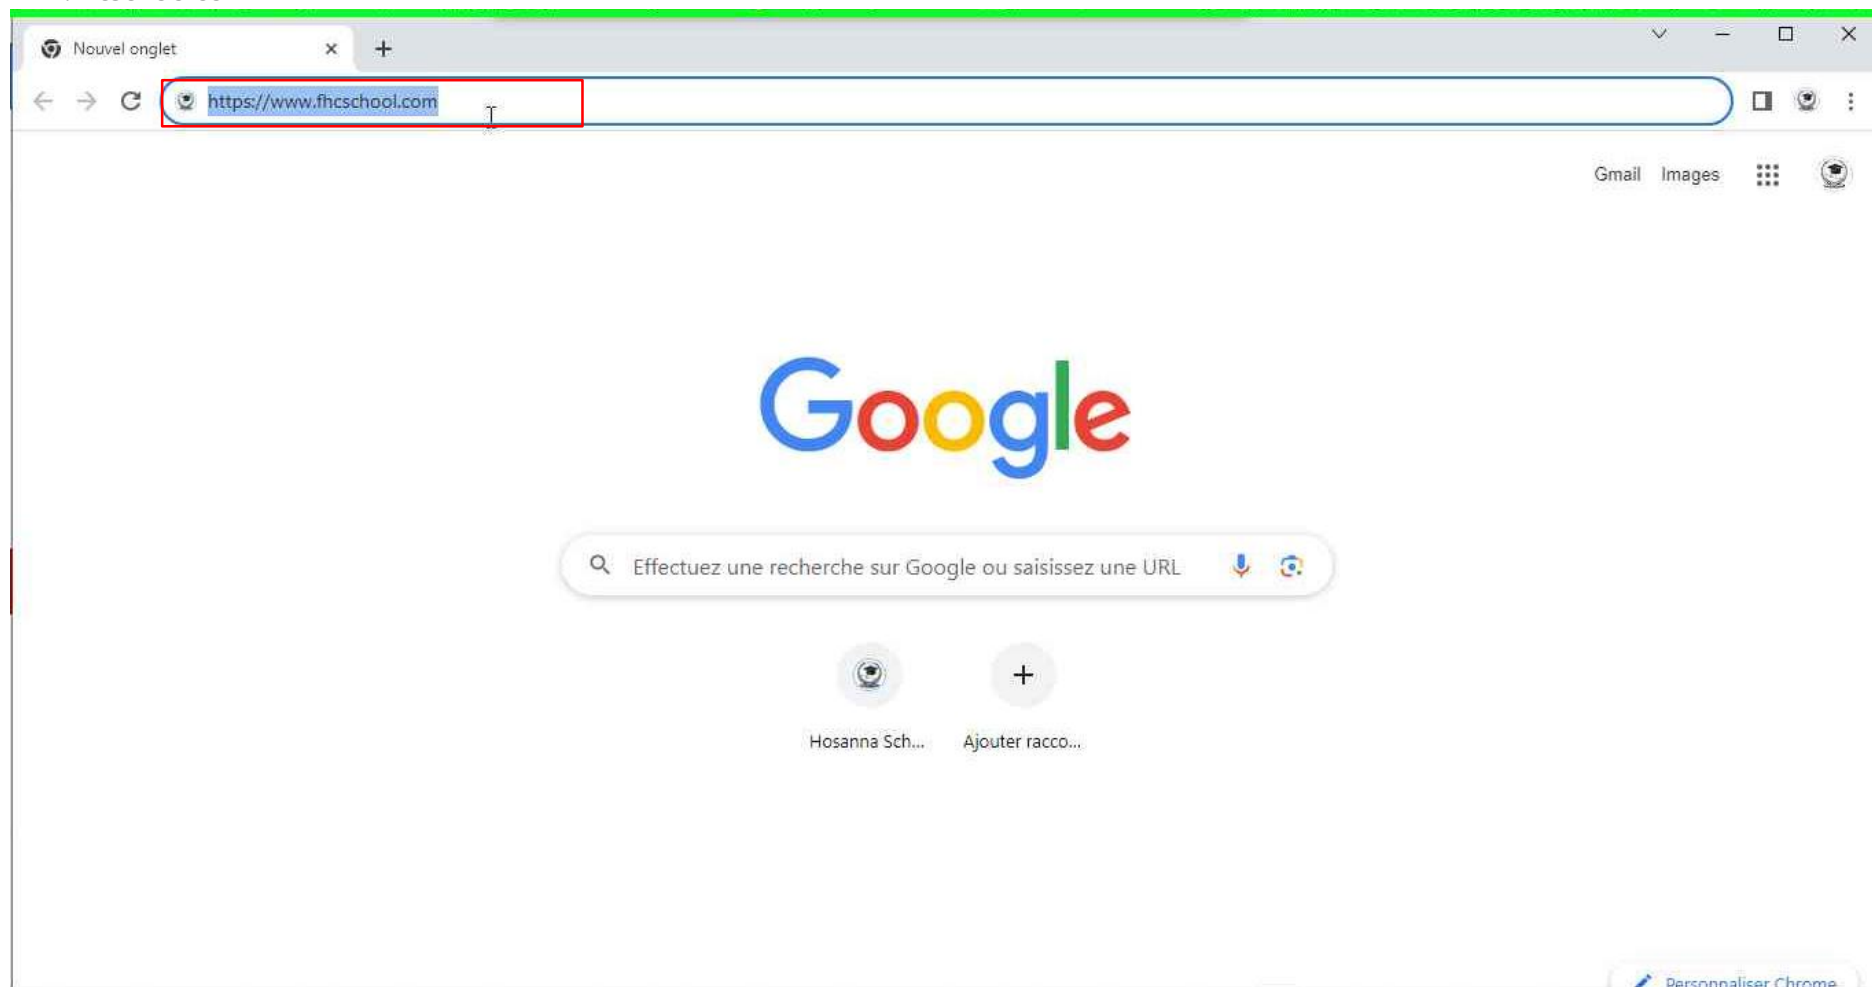 Nouvel onglet
https://www.fhcschool.com
Gmail Images
Google
Effectuez une recherche sur Google ou saisissez une URL
Hosanna Sch... Ajouter racco...
Personnaliser Chrome